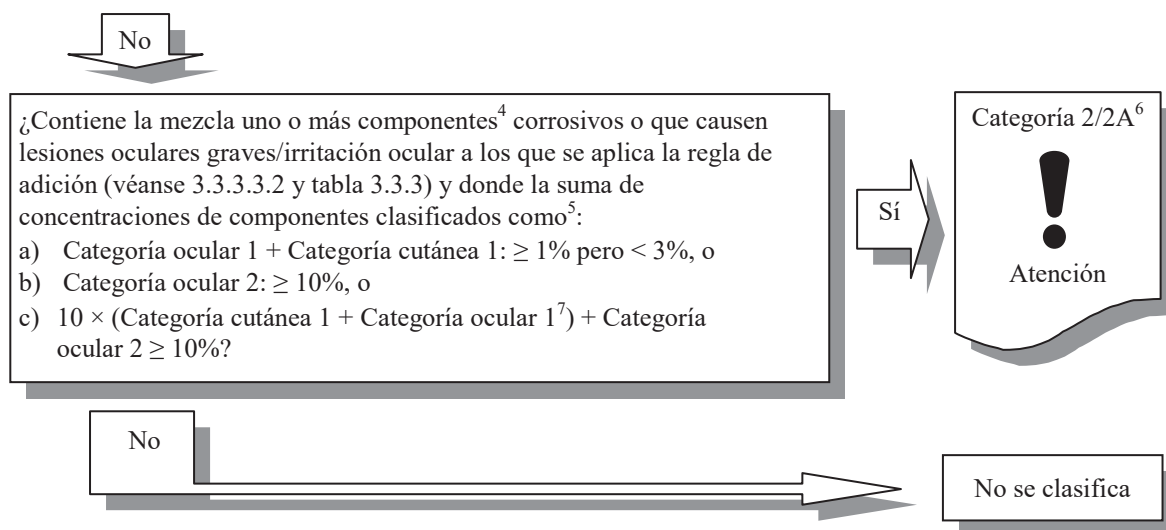 No
¿Contiene la mezcla uno o más componentes⁴ corrosivos o que causen
lesiones oculares graves/irritación ocular a los que se aplica la regla de
adición (véanse 3.3.3.3.2 y tabla 3.3.3) y donde la suma de
concentraciones de componentes clasificados como⁵:
a) Categoría ocular 1 + Categoría cutánea 1: ≥ 1% pero < 3%, o
b) Categoría ocular 2: ≥ 10%, o
c) 10 × (Categoría cutánea 1 + Categoría ocular 1⁷) + Categoría
ocular 2 ≥ 10%?
Sí
Categoría 2/2A⁶
Atención
No
No se clasifica